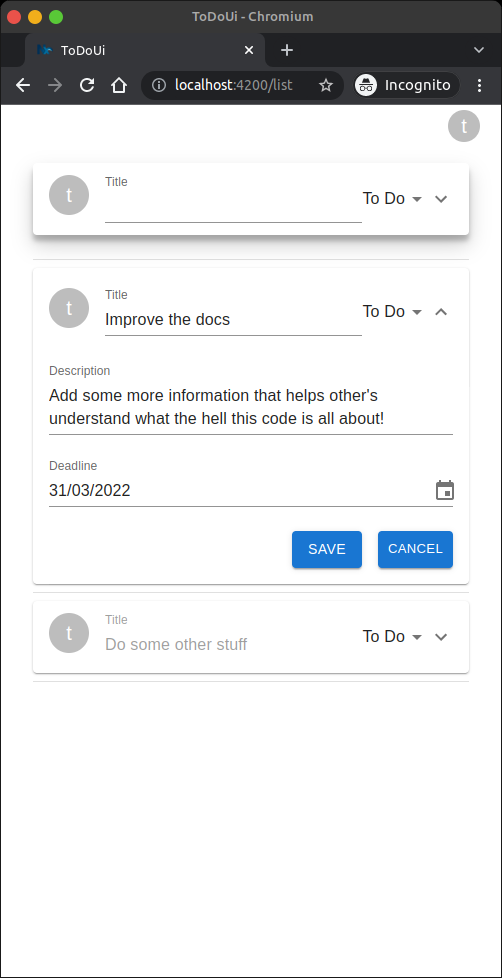 ToDoUi - Chromium
ToDoUi
localhost:4200/list
Incognito
t
t
Title
To Do
t
Title
Improve the docs
To Do
Description
Add some more information that helps other's
understand what the hell this code is all about!
Deadline
31/03/2022
SAVE
CANCEL
t
Title
Do some other stuff
To Do